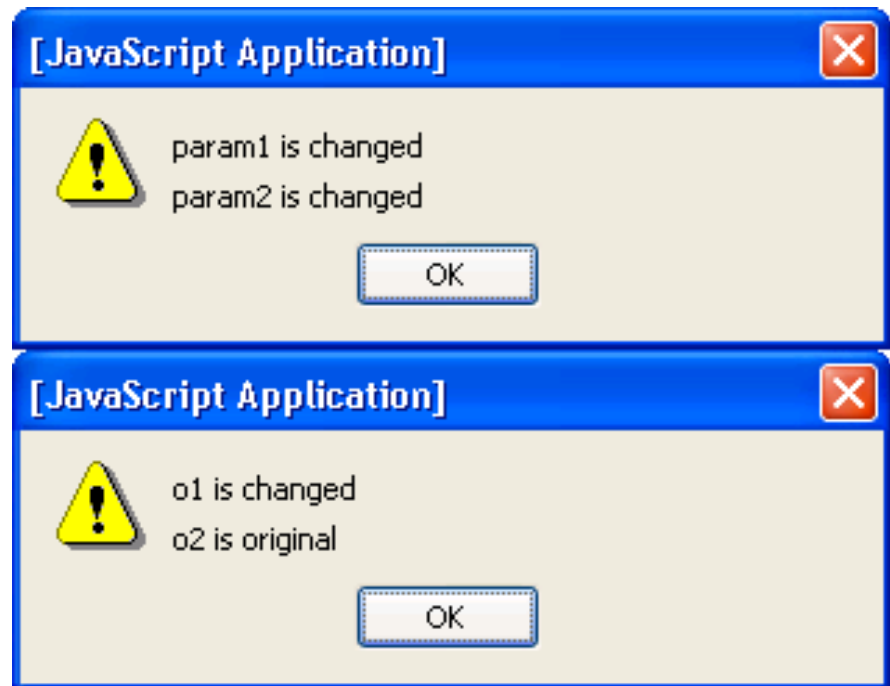 [JavaScript Application]
param1 is changed
param2 is changed
OK
[JavaScript Application]
o1 is changed
o2 is original
OK